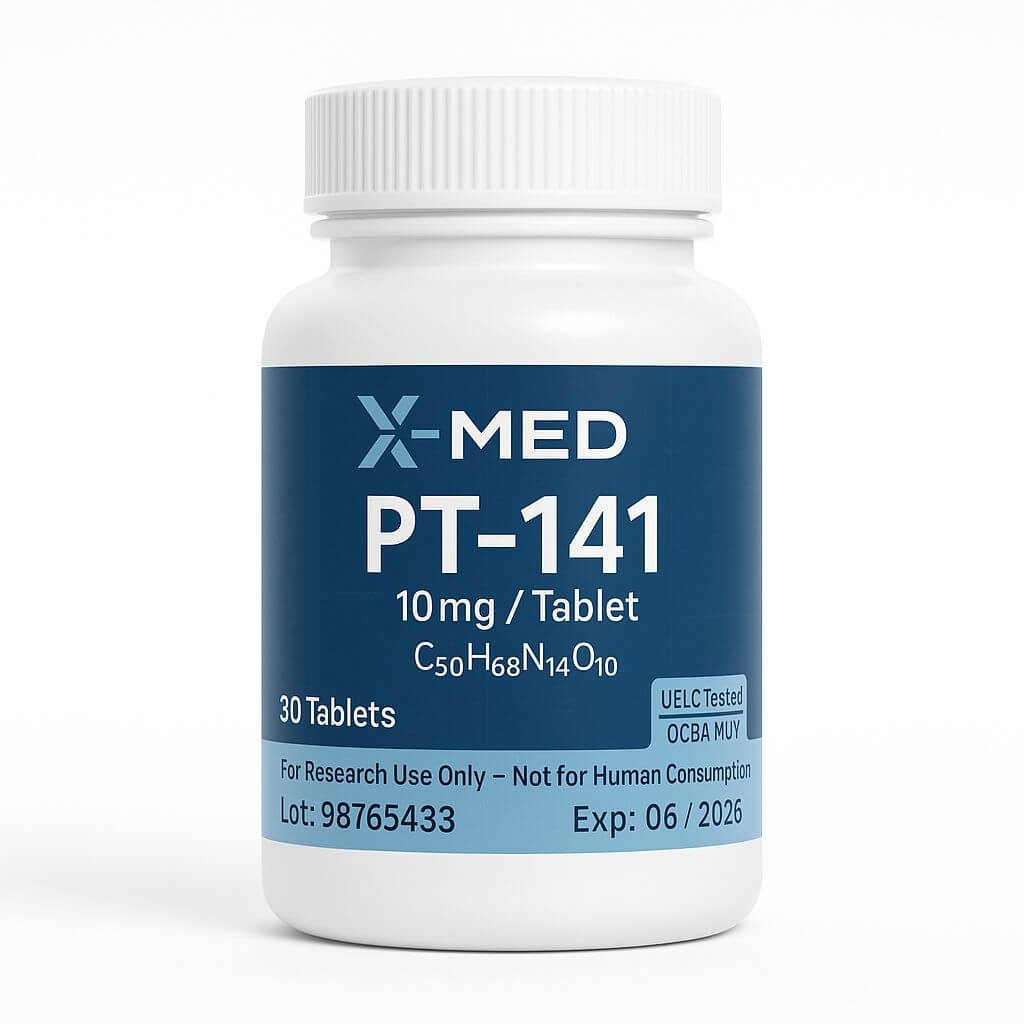 X-MED
PT-141
10 mg / Tablet
C₅₀H₆₈N₁₄O₁₀
30 Tablets
UELC Tested
OCBA MUY
For Research Use Only – Not for Human Consumption
Lot: 98765433
Exp: 06 / 2026